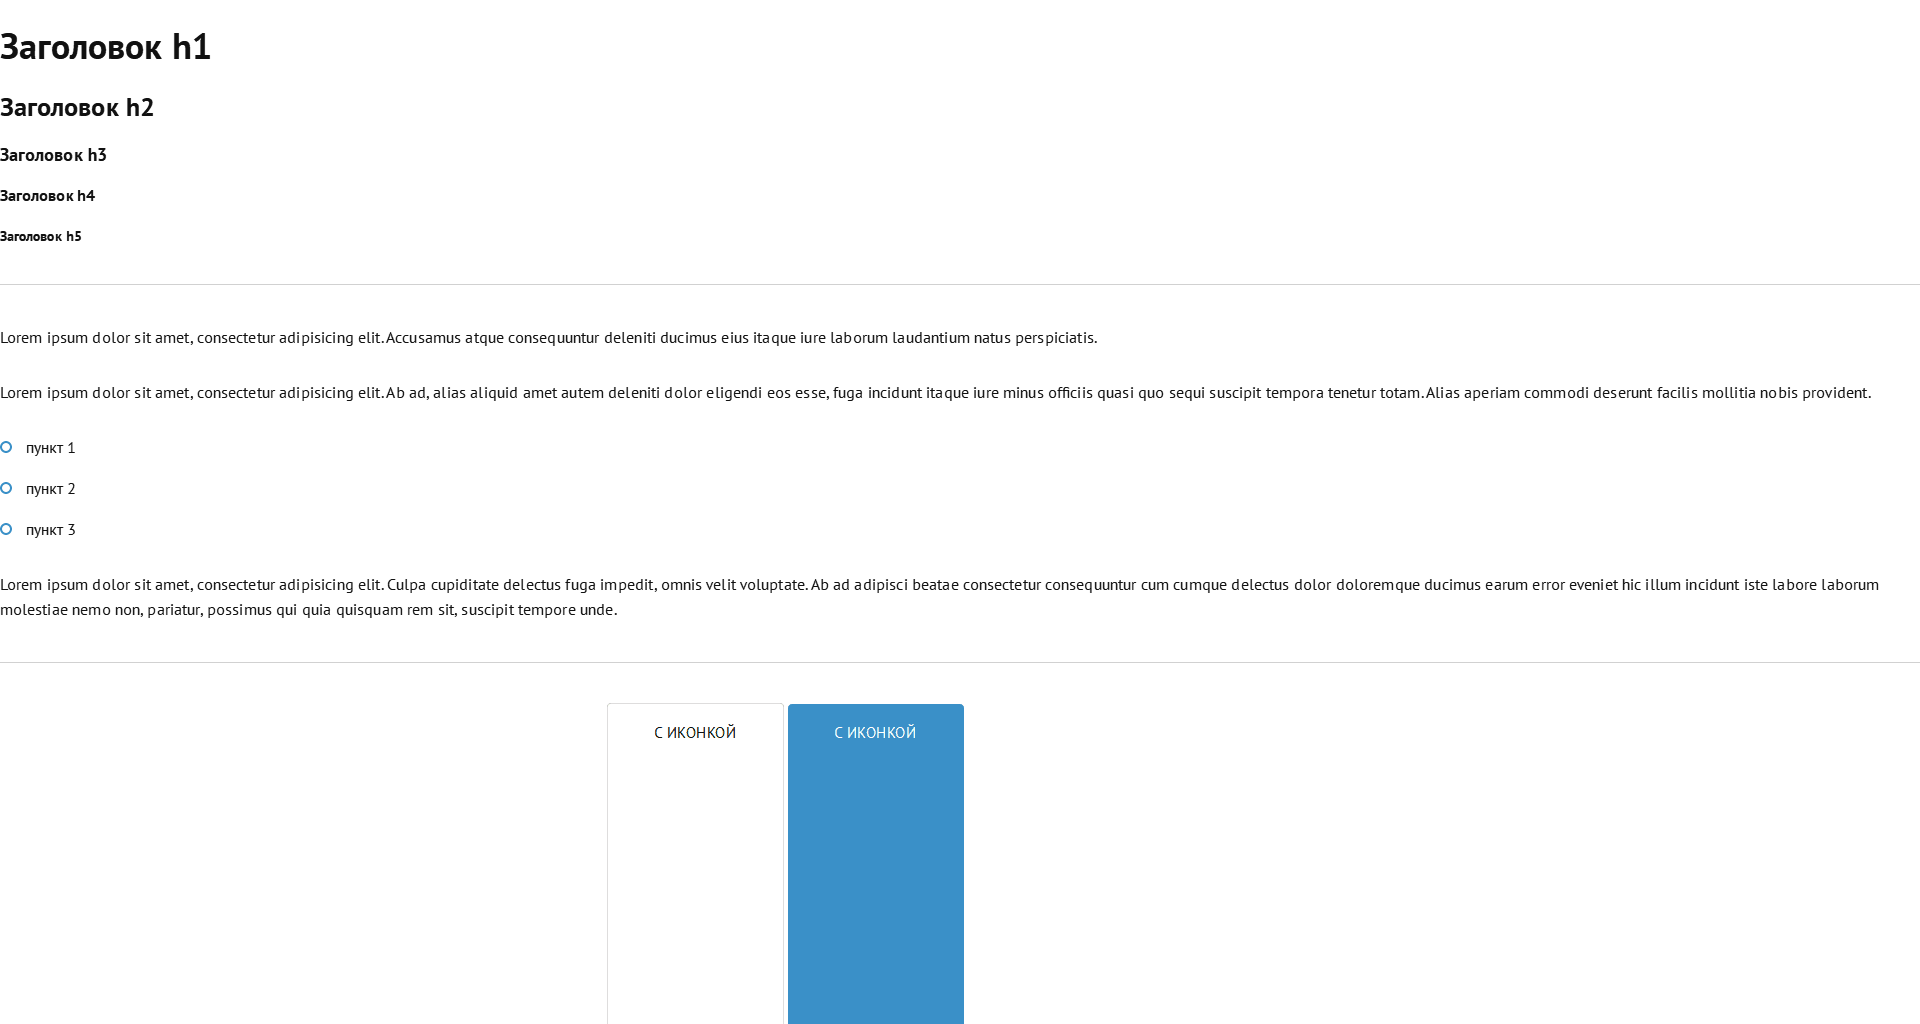 Заголовок h1
Заголовок h2
Заголовок h3
Заголовок h4
Заголовок h5
Lorem ipsum dolor sit amet, consectetur adipisicing elit. Accusamus atque consequuntur deleniti ducimus eius itaque iure laborum laudantium natus perspiciatis.
Lorem ipsum dolor sit amet, consectetur adipisicing elit. Ab ad, alias aliquid amet autem deleniti dolor eligendi eos esse, fuga incidunt itaque iure minus officiis quasi quo sequi suscipit tempora tenetur totam. Alias aperiam commodi deserunt facilis mollitia nobis provident.
пункт 1
пункт 2
пункт 3
Lorem ipsum dolor sit amet, consectetur adipisicing elit. Culpa cupiditate delectus fuga impedit, omnis velit voluptate. Ab ad adipisci beatae consectetur consequuntur cum cumque delectus dolor doloremque ducimus earum error eveniet hic illum incidunt iste labore laborum
molestiae nemo non, pariatur, possimus qui quia quisquam rem sit, suscipit tempore unde.
С ИКОНКОЙ
С ИКОНКОЙ